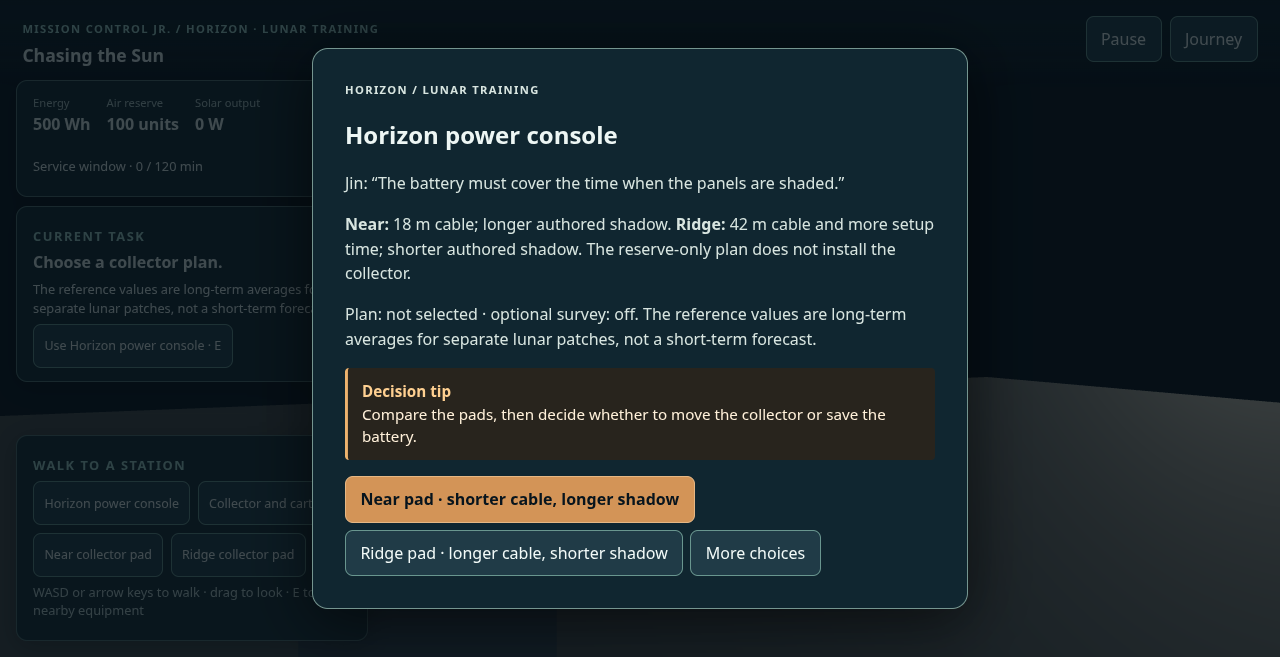 MISSION CONTROL JR. / HORIZON · LUNAR TRAINING
Chasing the Sun
Pause
Journey
Energy
Air reserve
Solar output
500 Wh
100 units
0 W
Service window · 0 / 120 min
CURRENT TASK
Choose a collector plan.
The reference values are long-term averages
separate lunar patches, not a short-term
Use Horizon power console · E
WALK TO A STATION
Horizon power console
Collector and cart
Near collector pad
Ridge collector pad
WASD or arrow keys to walk · drag to look · E
nearby equipment
HORIZON / LUNAR TRAINING
Horizon power console
Jin: “The battery must cover the time when the panels are shaded.”
Near: 18 m cable; longer authored shadow. Ridge: 42 m cable and more setup
time; shorter authored shadow. The reserve-only plan does not install the
collector.
Plan: not selected · optional survey: off. The reference values are long-term
averages for separate lunar patches, not a short-term forecast.
Decision tip
Compare the pads, then decide whether to move the collector or save the
battery.
Near pad · shorter cable, longer shadow
Ridge pad · longer cable, shorter shadow
More choices